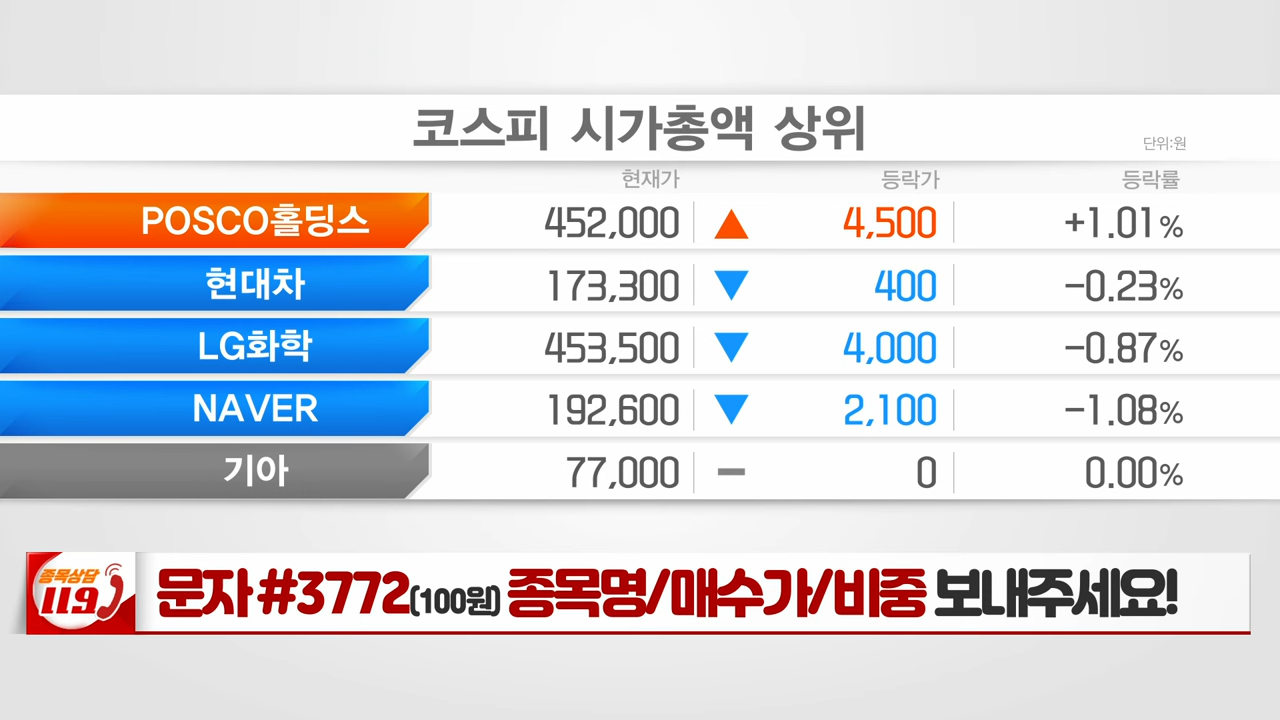 코스피 시가총액 상위
단위:원
현재가 등락가 등락률
POSCO홀딩스 452,000 ▲ 4,500 +1.01%
현대차 173,300 ▼ 400 -0.23%
LG화학 453,500 ▼ 4,000 -0.87%
NAVER 192,600 ▼ 2,100 -1.08%
기아 77,000 - 0 0.00%
종목상담
119
문자 #3772(100원) 종목명/매수가/비중 보내주세요!